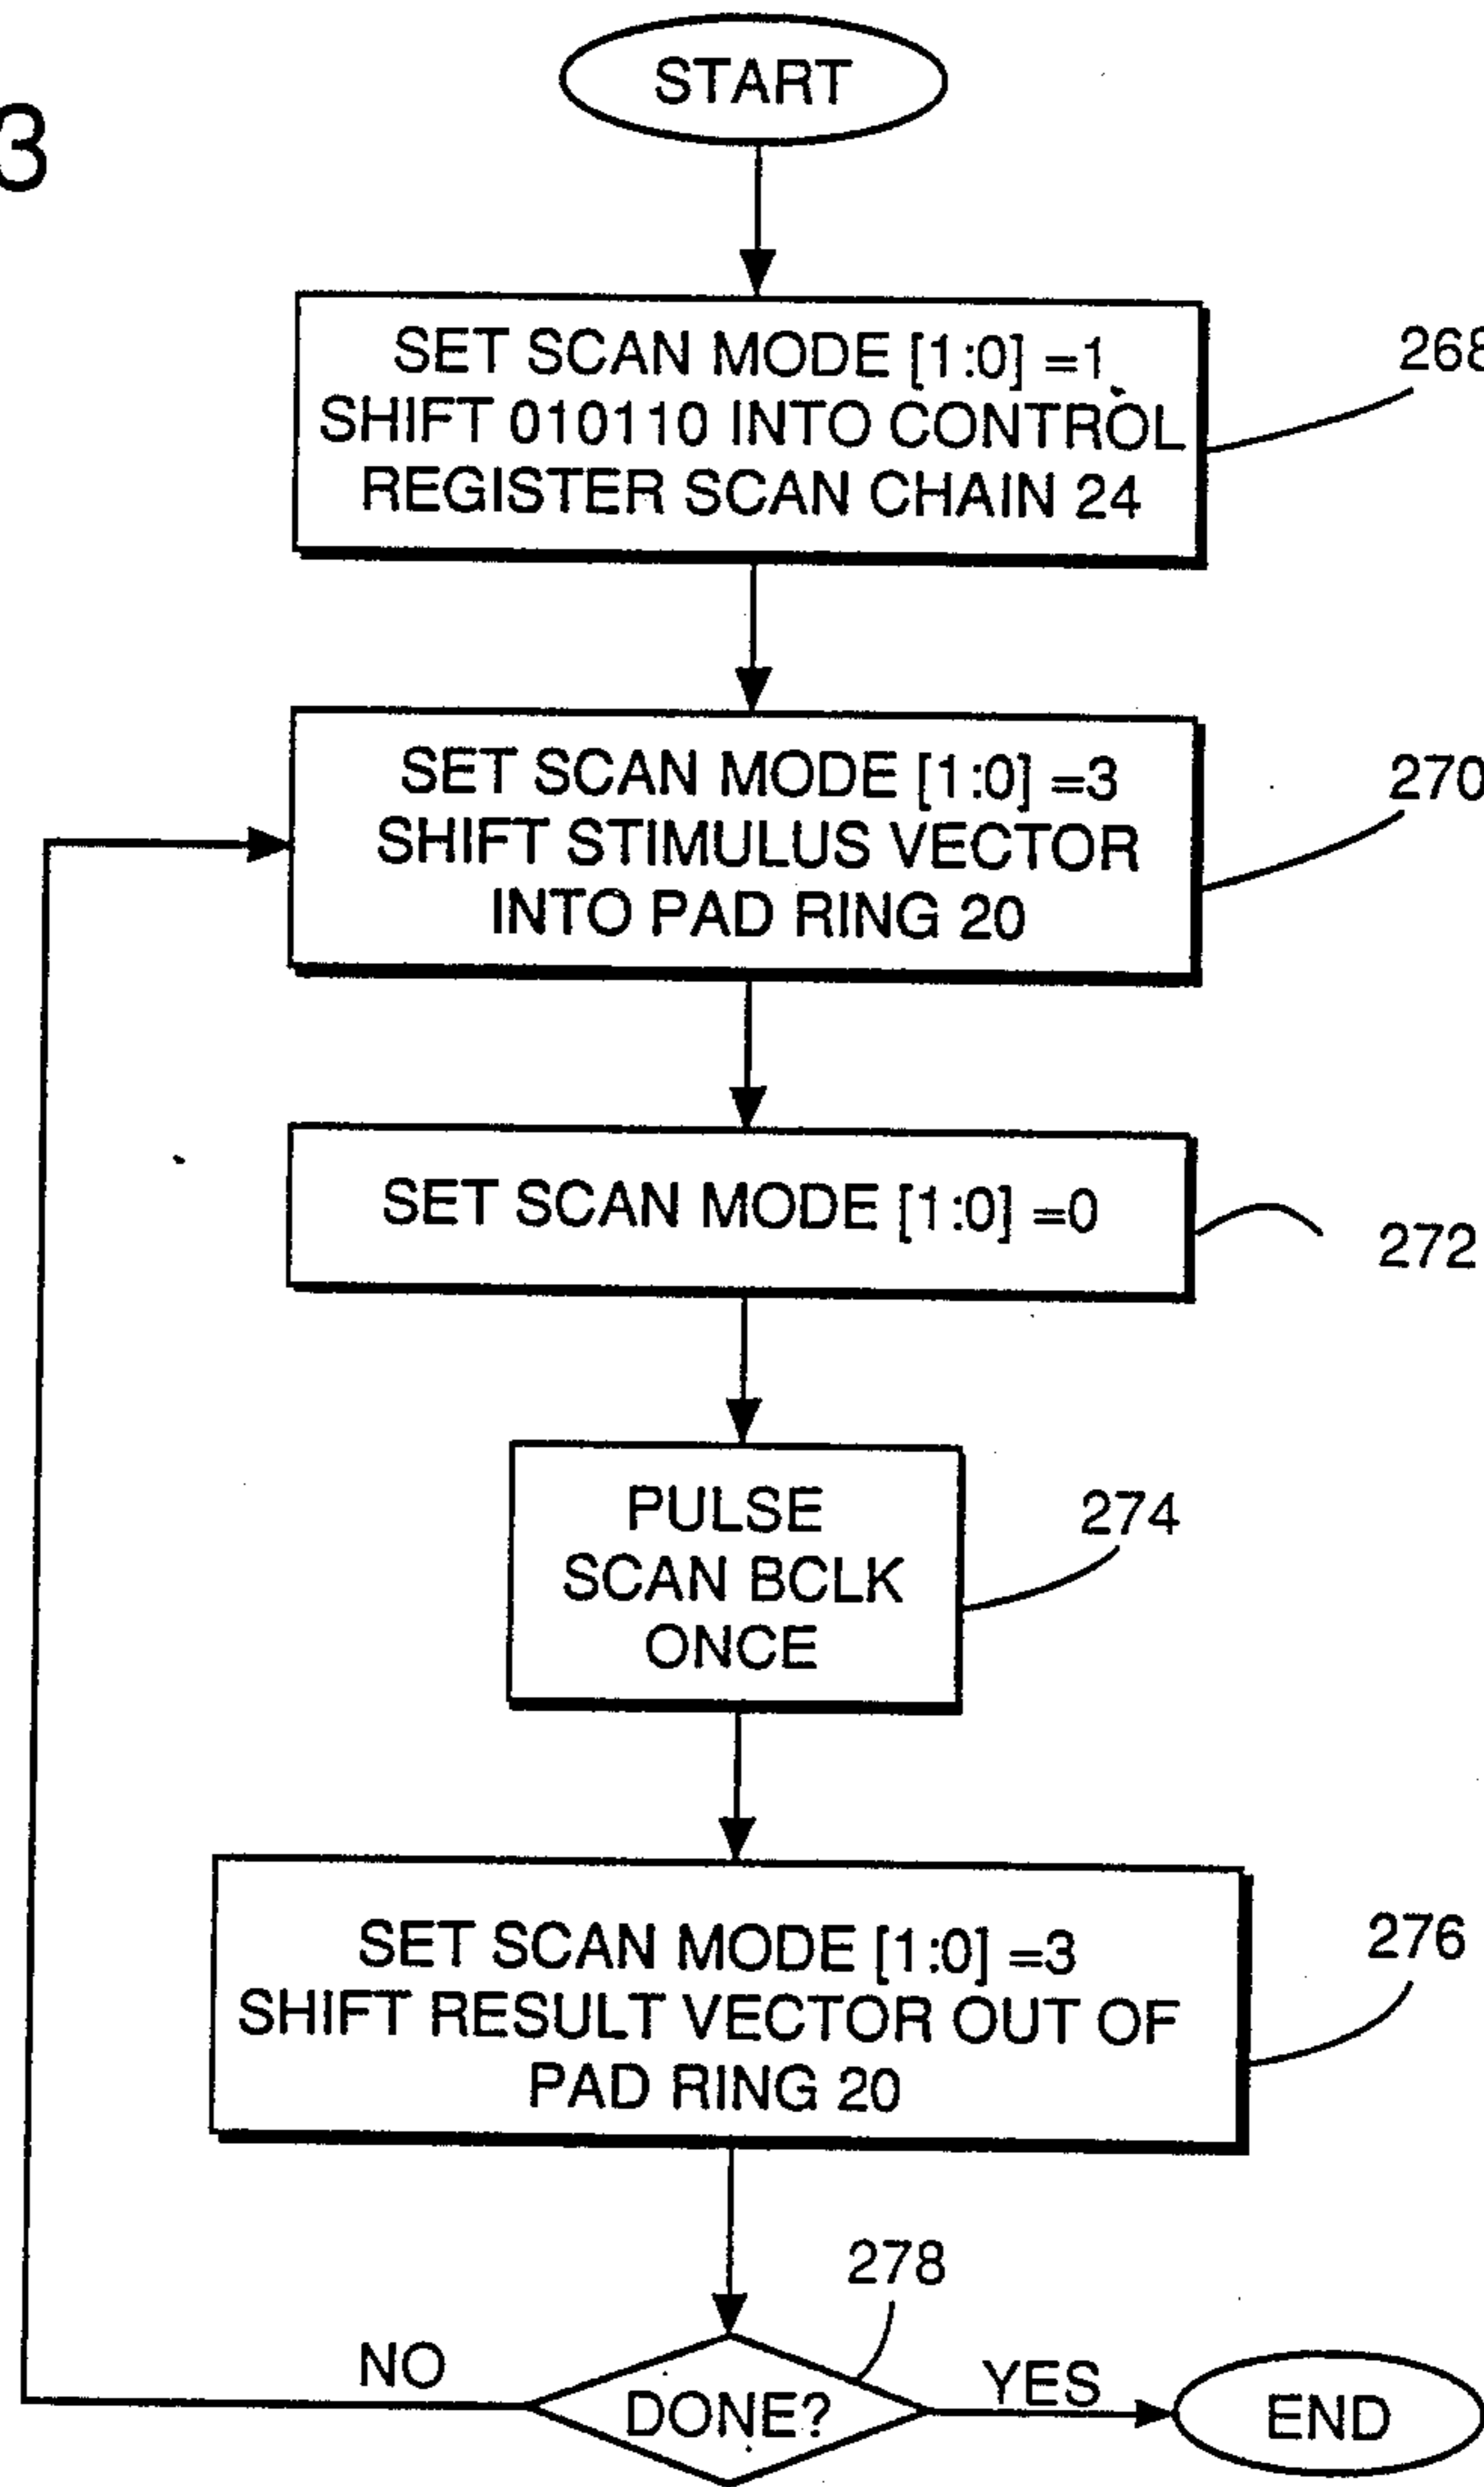 3
START
SET SCAN MODE [1:0] =1
SHIFT 010110 INTO CONTROL
REGISTER SCAN CHAIN 24
268
SET SCAN MODE [1:0] =3
SHIFT STIMULUS VECTOR
INTO PAD RING 20
270
SET SCAN MODE [1:0] =0
272
PULSE
SCAN BCLK
ONCE
274
SET SCAN MODE [1:0] =3
SHIFT RESULT VECTOR OUT OF
PAD RING 20
276
278
NO
DONE?
YES
END